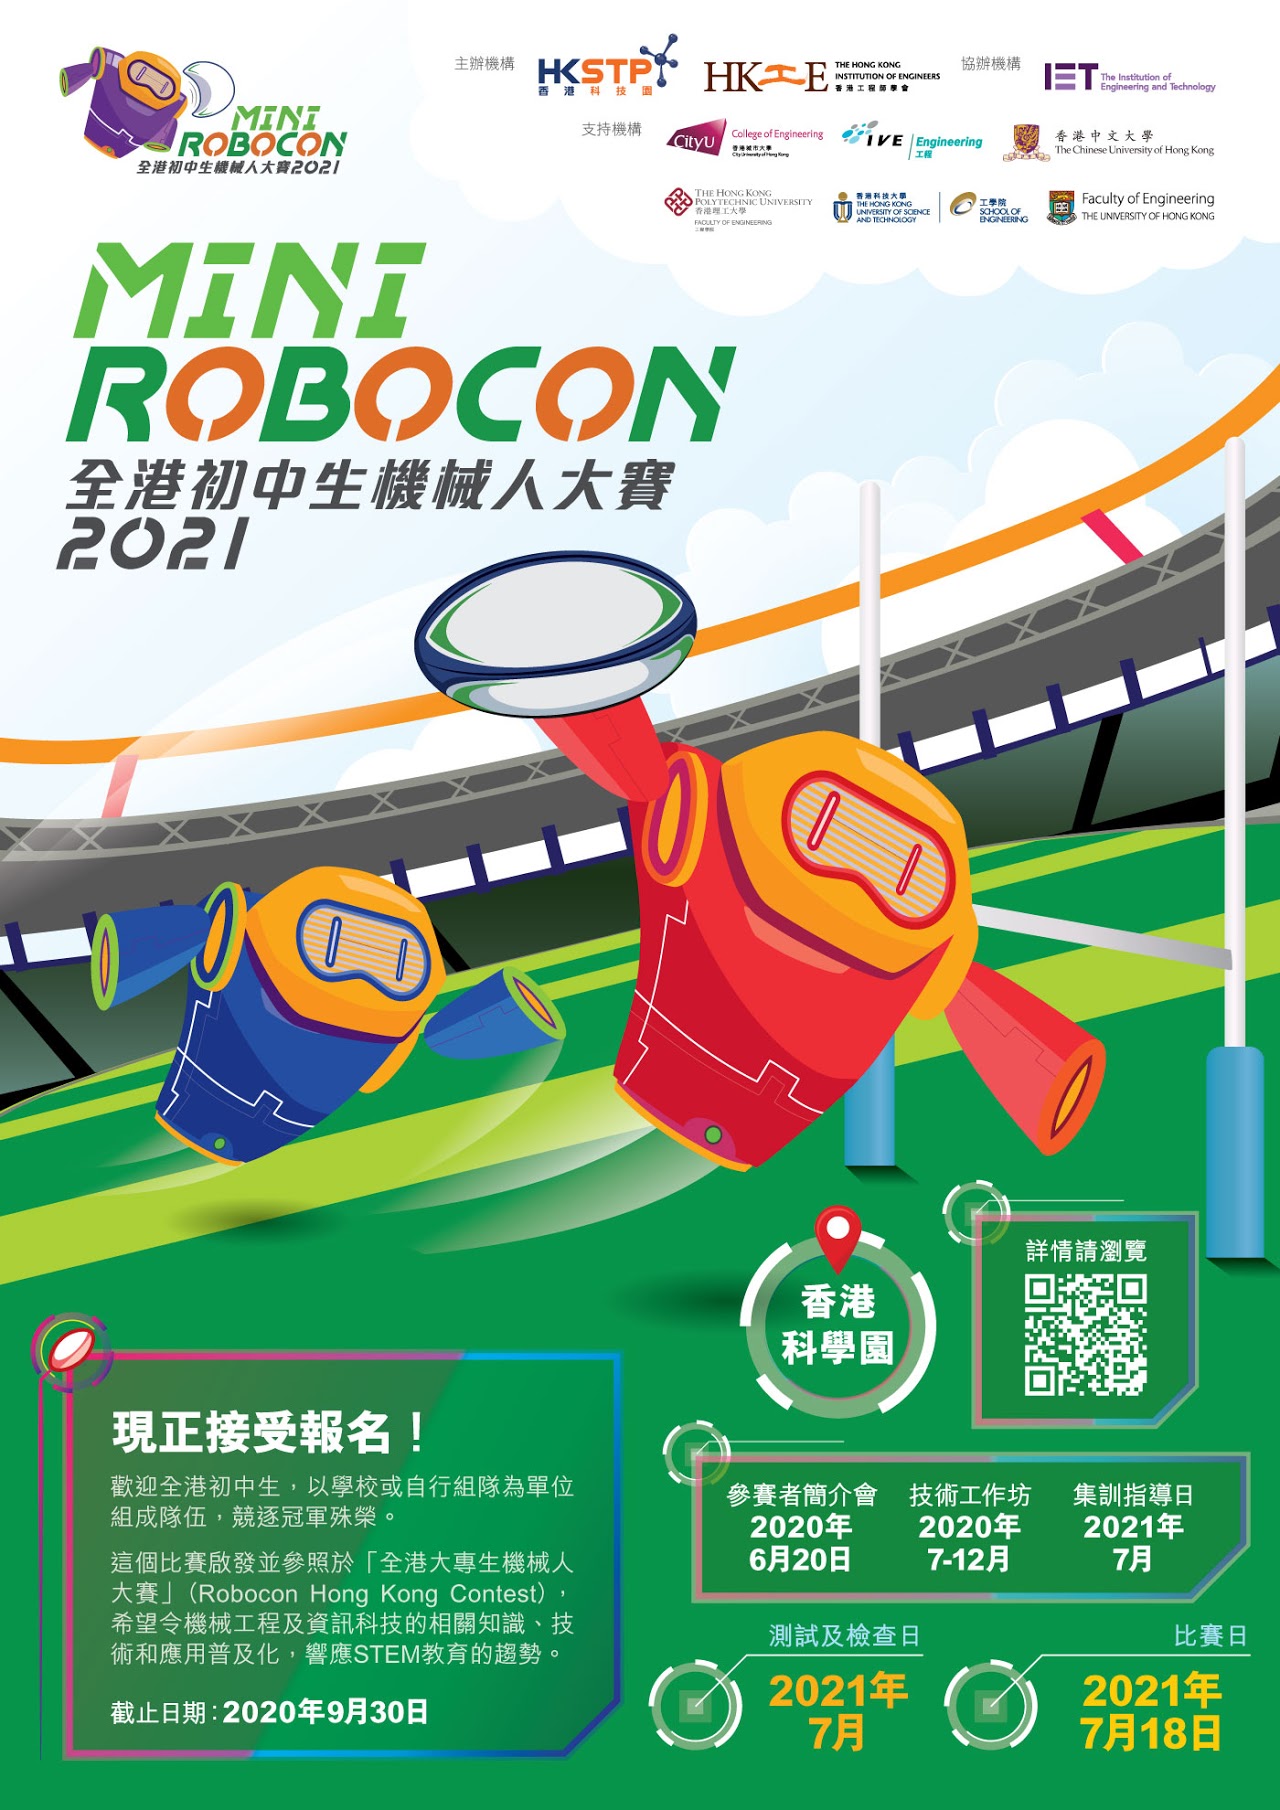 MINI
ROBOCON
全港初中生機械人大賽2021
主辦機構
HKSTP
香港科技園
HKIE
THE HONG KONG
INSTITUTION OF ENGINEERS
香港工程師學會
協辦機構
IET
The Institution of
Engineering and Technology
支持機構
CityU
College of Engineering
香港城市大學
City University of Hong Kong
IVE
Engineering
工程
香港中文大學
The Chinese University of Hong Kong
THE HONG KONG
POLYTECHNIC UNIVERSITY
香港理工大學
FACULTY OF ENGINEERING
工程學院
香港科技大學
THE HONG KONG
UNIVERSITY OF SCIENCE
AND TECHNOLOGY
工學院
SCHOOL OF
ENGINEERING
Faculty of Engineering
THE UNIVERSITY OF HONG KONG
MINI
ROBOCON
全港初中生機械人大賽
2021
香港
科學園
詳情請瀏覽
現正接受報名！
歡迎全港初中生，以學校或自行組隊為單位
組成隊伍，競逐冠軍殊榮。
這個比賽啟發並參照於「全港大專生機械人
大賽」（Robocon Hong Kong Contest），
希望令機械工程及資訊科技的相關知識、技
術和應用普及化，響應STEM教育的趨勢。
截止日期：2020年9月30日
參賽者簡介會
2020年
6月20日
技術工作坊
2020年
7-12月
集訓指導日
2021年
7月
測試及檢查日
2021年
7月
比賽日
2021年
7月18日